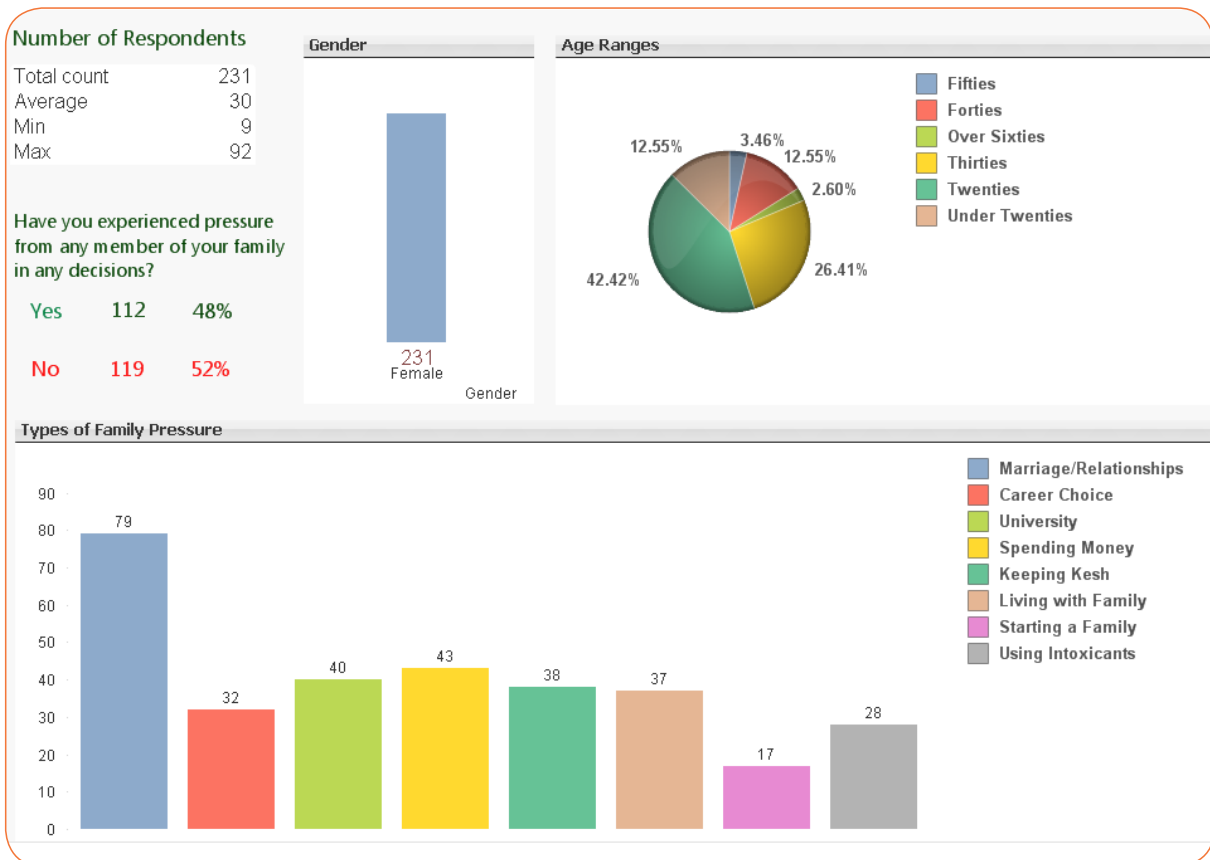 Number of Respondents
Total count 231
Average 30
Min 9
Max 92
Have you experienced pressure
from any member of your family
in any decisions?
Yes 112 48%
No 119 52%
Gender
231
Female
Gender
Age Ranges
3.46%
12.55%
2.60%
26.41%
42.42%
12.55%
Fifties
Forties
Over Sixties
Thirties
Twenties
Under Twenties
Types of Family Pressure
90
80
70
60
50
40
30
20
10
0
79
32
40
43
38
37
17
28
Marriage/Relationships
Career Choice
University
Spending Money
Keeping Kesh
Living with Family
Starting a Family
Using Intoxicants